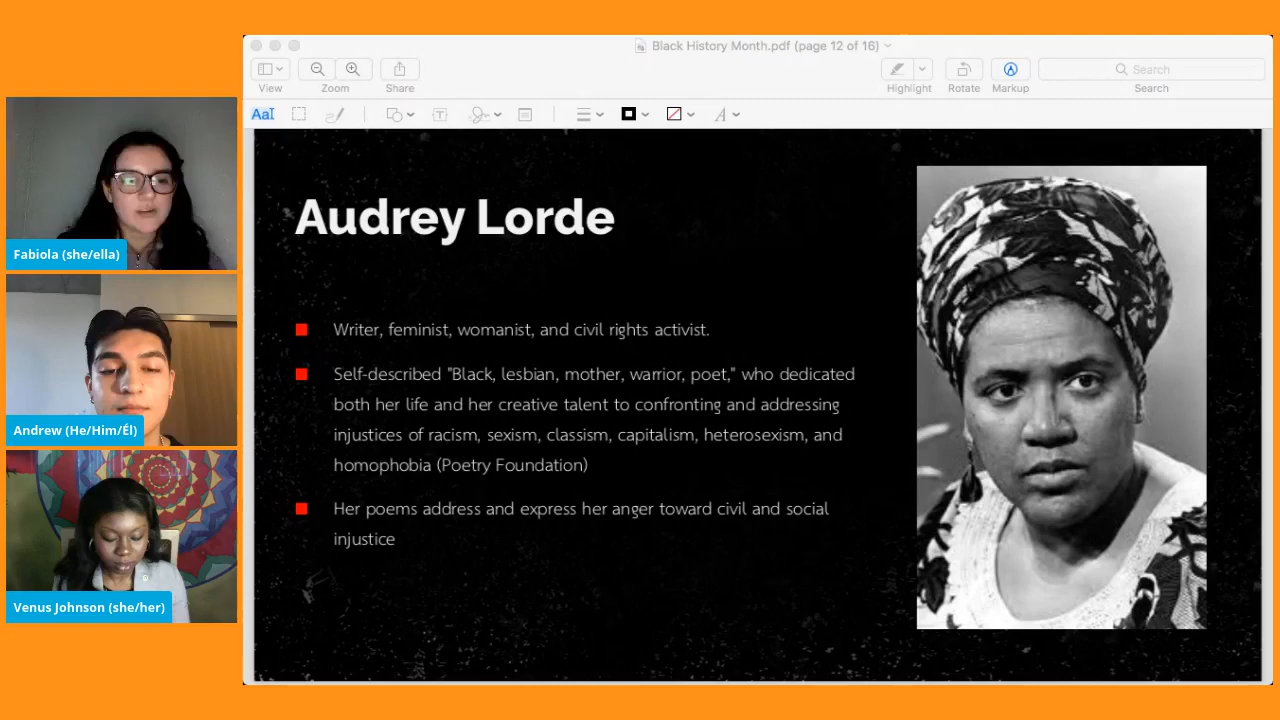 Black History Month.pdf (page 12 of 16)
View
Zoom
Share
Highlight
Rotate
Markup
Search
Search
AaI
T
A
Audrey Lorde
Writer, feminist, womanist, and civil rights activist.
Self-described "Black, lesbian, mother, warrior, poet," who dedicated
both her life and her creative talent to confronting and addressing
injustices of racism, sexism, classism, capitalism, heterosexism, and
homophobia (Poetry Foundation)
Her poems address and express her anger toward civil and social
injustice
Fabiola (she/ella)
Andrew (He/Him/Él)
Venus Johnson (she/her)